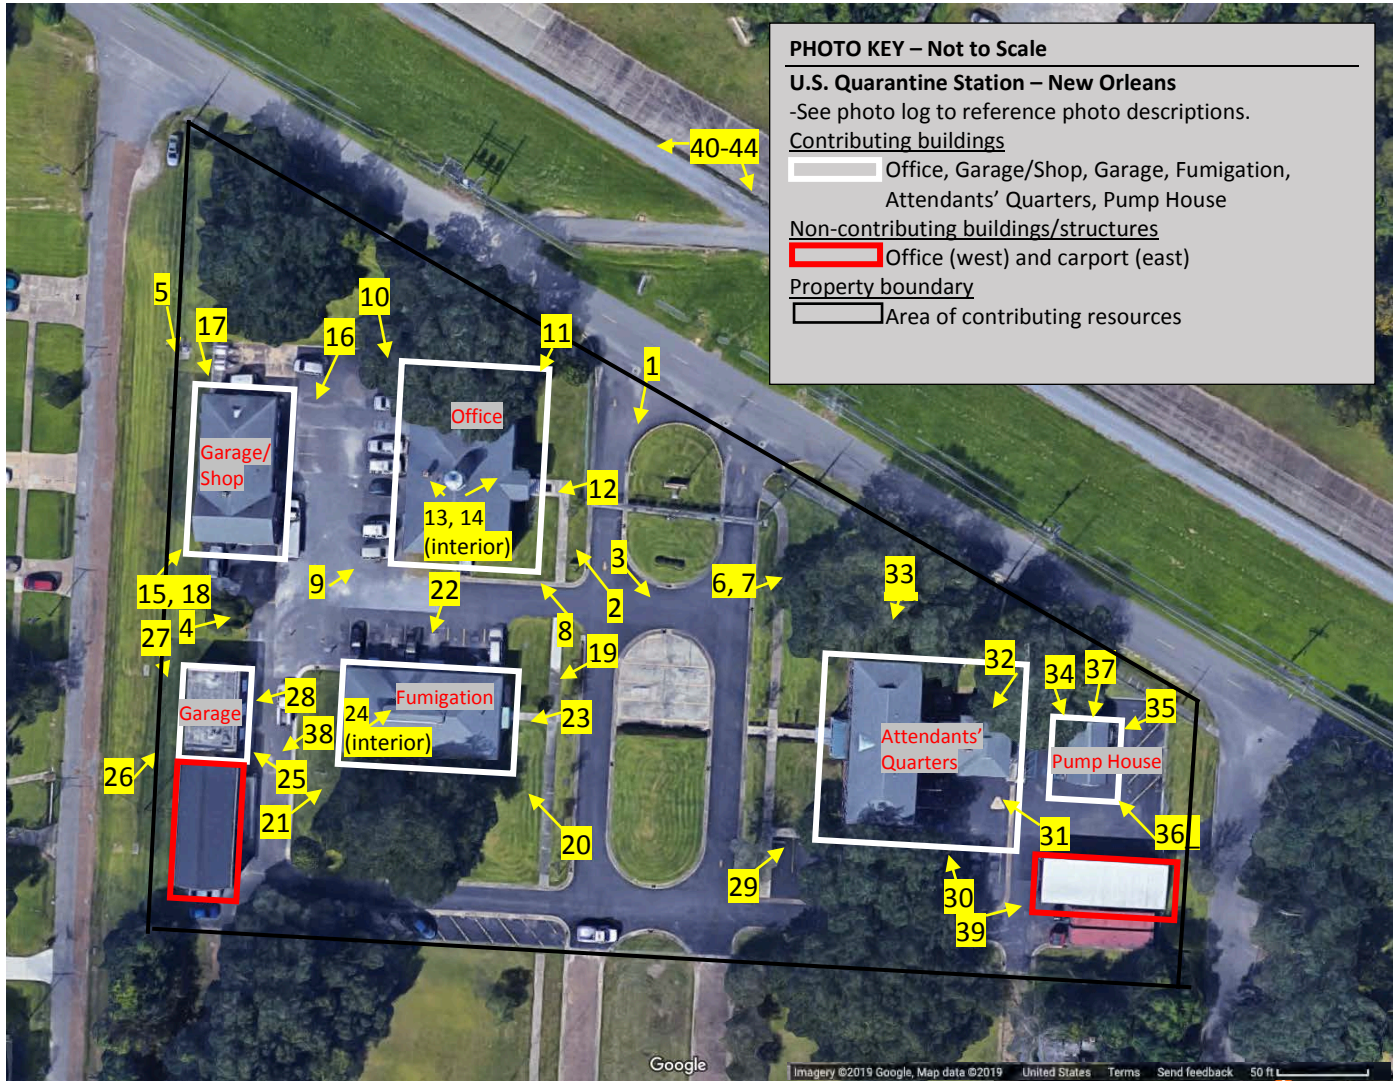 PHOTO KEY – Not to Scale
U.S. Quarantine Station – New Orleans
-See photo log to reference photo descriptions.
Contributing buildings
Office, Garage/Shop, Garage, Fumigation,
Attendants’ Quarters, Pump House
Non-contributing buildings/structures
Office (west) and carport (east)
Property boundary
Area of contributing resources
40-44
5
10
17
16
11
1
Office
Garage/
Shop
12
13, 14
(interior)
3
9
22
6, 7
33
15, 18
2
4
8
27
19
32
34
37
28
Fumigation
35
Garage
24
(interior)
23
38
Attendants’
Quarters
Pump House
26
25
21
20
31
36
29
30
39
Google
Imagery ©2019 Google, Map data ©2019 United States Terms Send feedback 50 ft